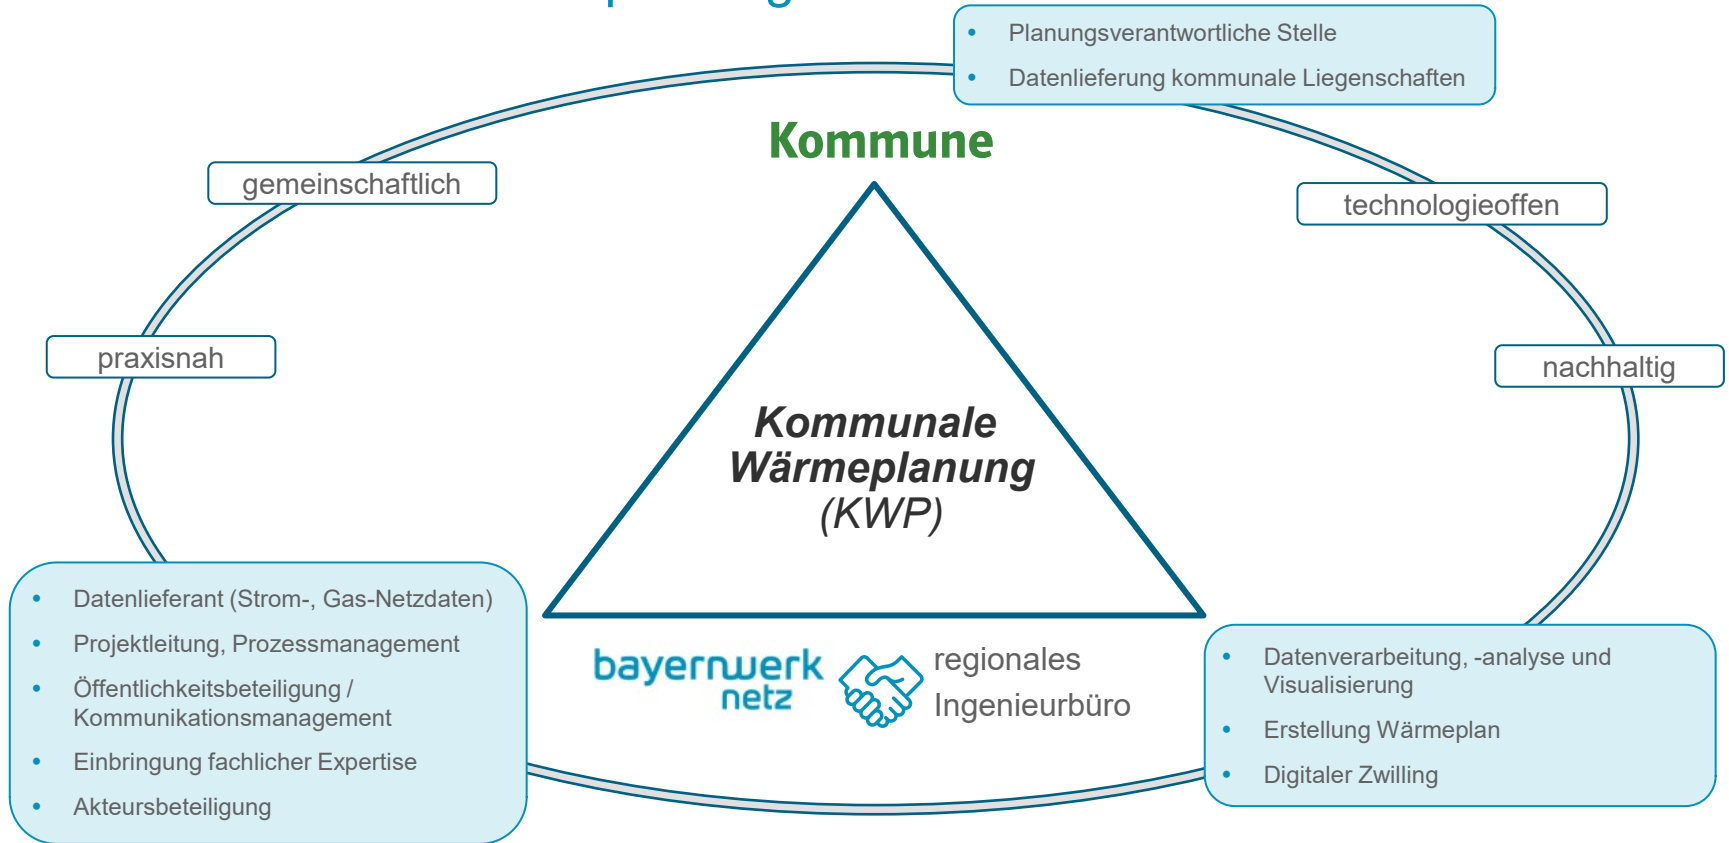 • Planungsverantwortliche Stelle
• Datenlieferung kommunale Liegenschaften
Kommune
gemeinschaftlich
technologieoffen
praxisnah
nachhaltig
Kommunale
Wärmeplanung
(KWP)
• Datenlieferant (Strom-, Gas-Netzdaten)
• Projektleitung, Prozessmanagement
• Öffentlichkeitsbeteiligung /
Kommunikationsmanagement
• Einbringung fachlicher Expertise
• Akteursbeteiligung
bayernwerk
netz
regionales
Ingenieurbüro
• Datenverarbeitung, -analyse und
Visualisierung
• Erstellung Wärmeplan
• Digitaler Zwilling